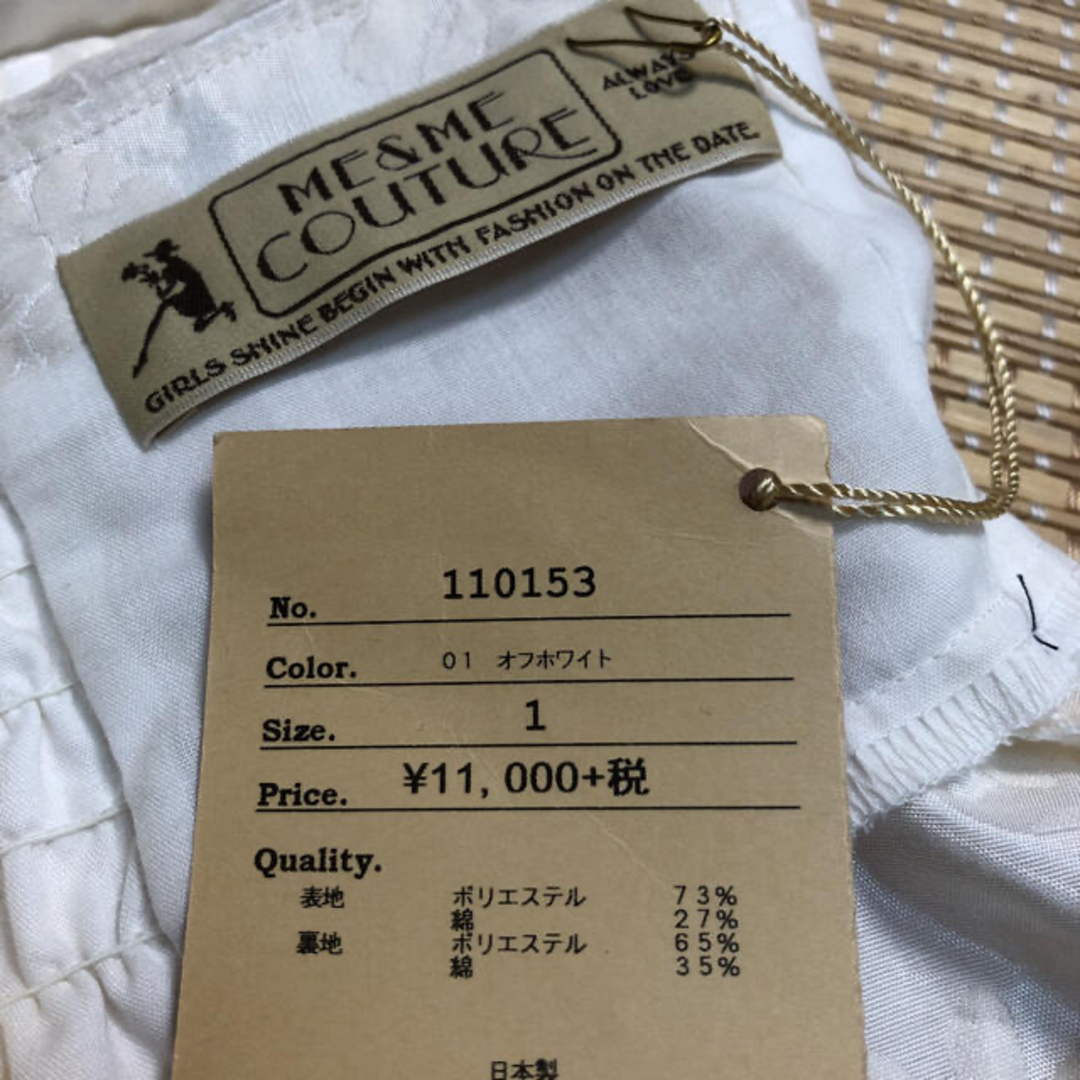 ME&ME
COUTURE
ALWAYS
LOVE
GIRLS SHINE BEGIN WITH FASHION ON THE DATE
No. 110153
Color. 01 オフホワイト
Size. 1
Price. ¥11,000+税
Quality.
表地 ポリエステル 73%
綿 27%
裏地 ポリエステル 65%
綿 35%
日本製